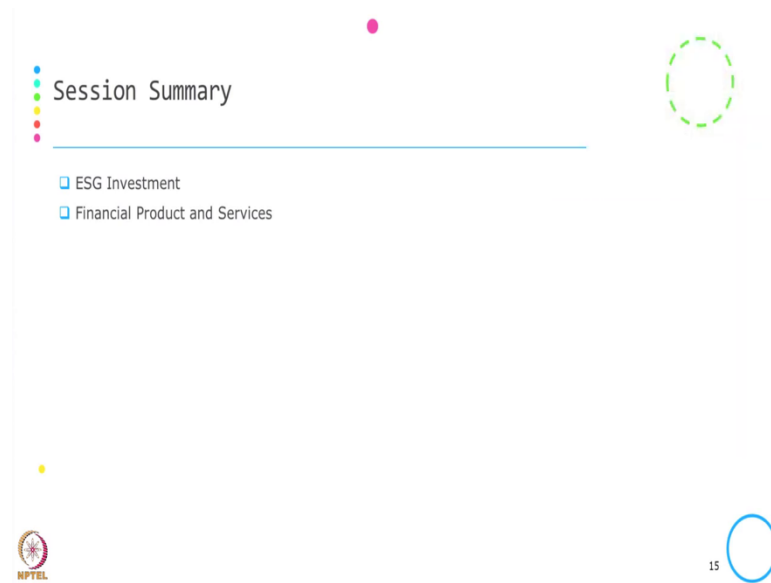 Session Summary
ESG Investment
Financial Product and Services
NPTEL
15